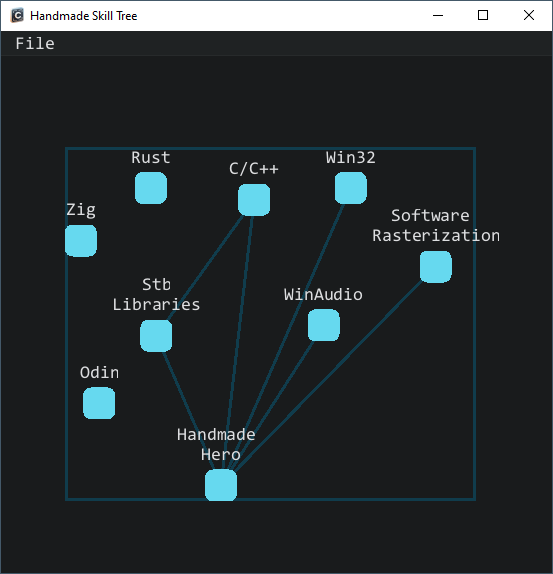 Handmade Skill Tree
File
Rust
C/C++
Win32
Zig
Software
Rasterization
Stb
Libraries
WinAudio
Odin
Handmade
Hero